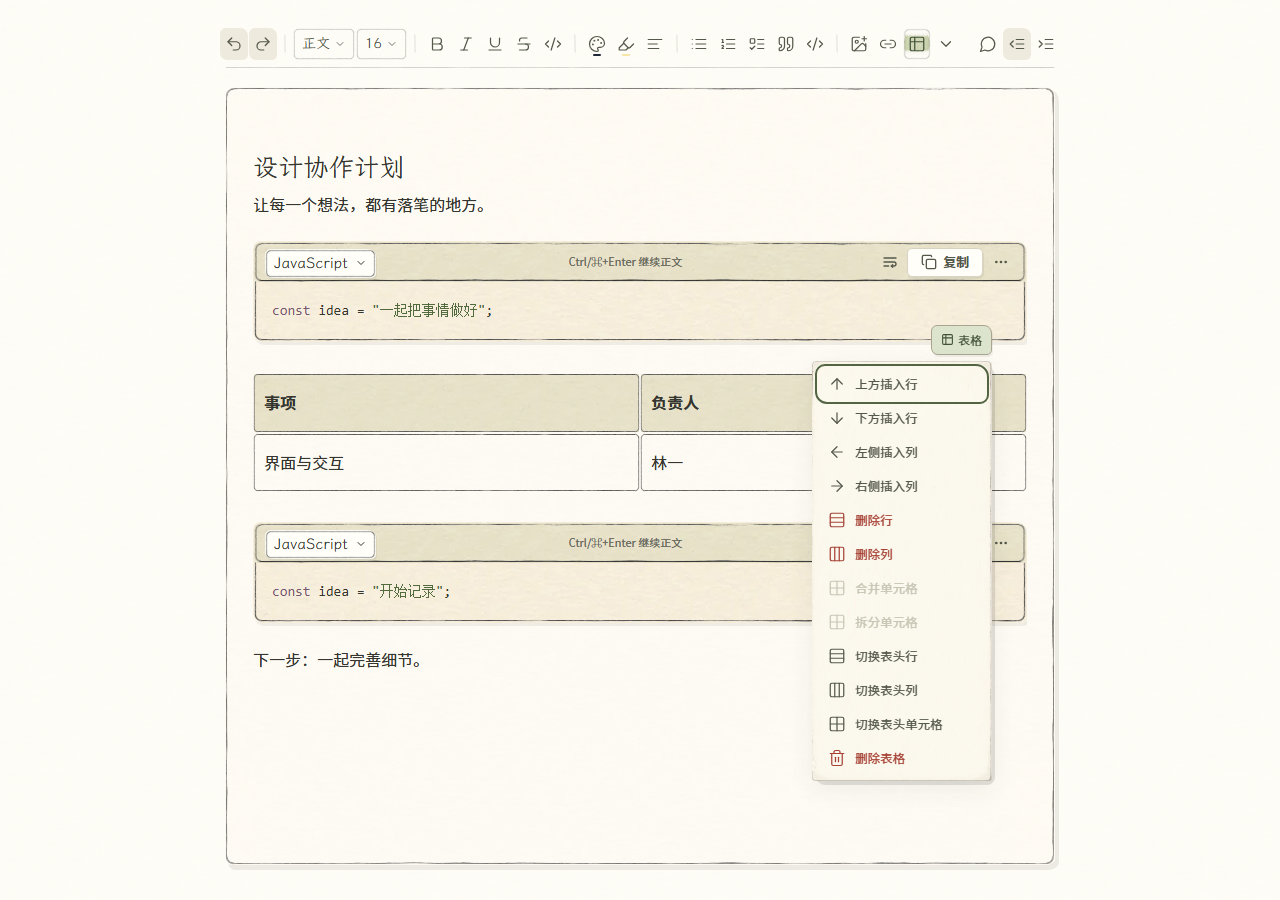 正文 16
设计协作计划
让每一个想法，都有落笔的地方。
JavaScript Ctrl/⌘+Enter 继续正文 复制
const idea = "一起把事情做好";
表格
事项 负责人
界面与交互 林一
上方插入行
下方插入行
左侧插入列
右侧插入列
删除行
删除列
合并单元格
拆分单元格
切换表头行
切换表头列
切换表头单元格
删除表格
JavaScript Ctrl/⌘+Enter 继续正文
const idea = "开始记录";
下一步：一起完善细节。